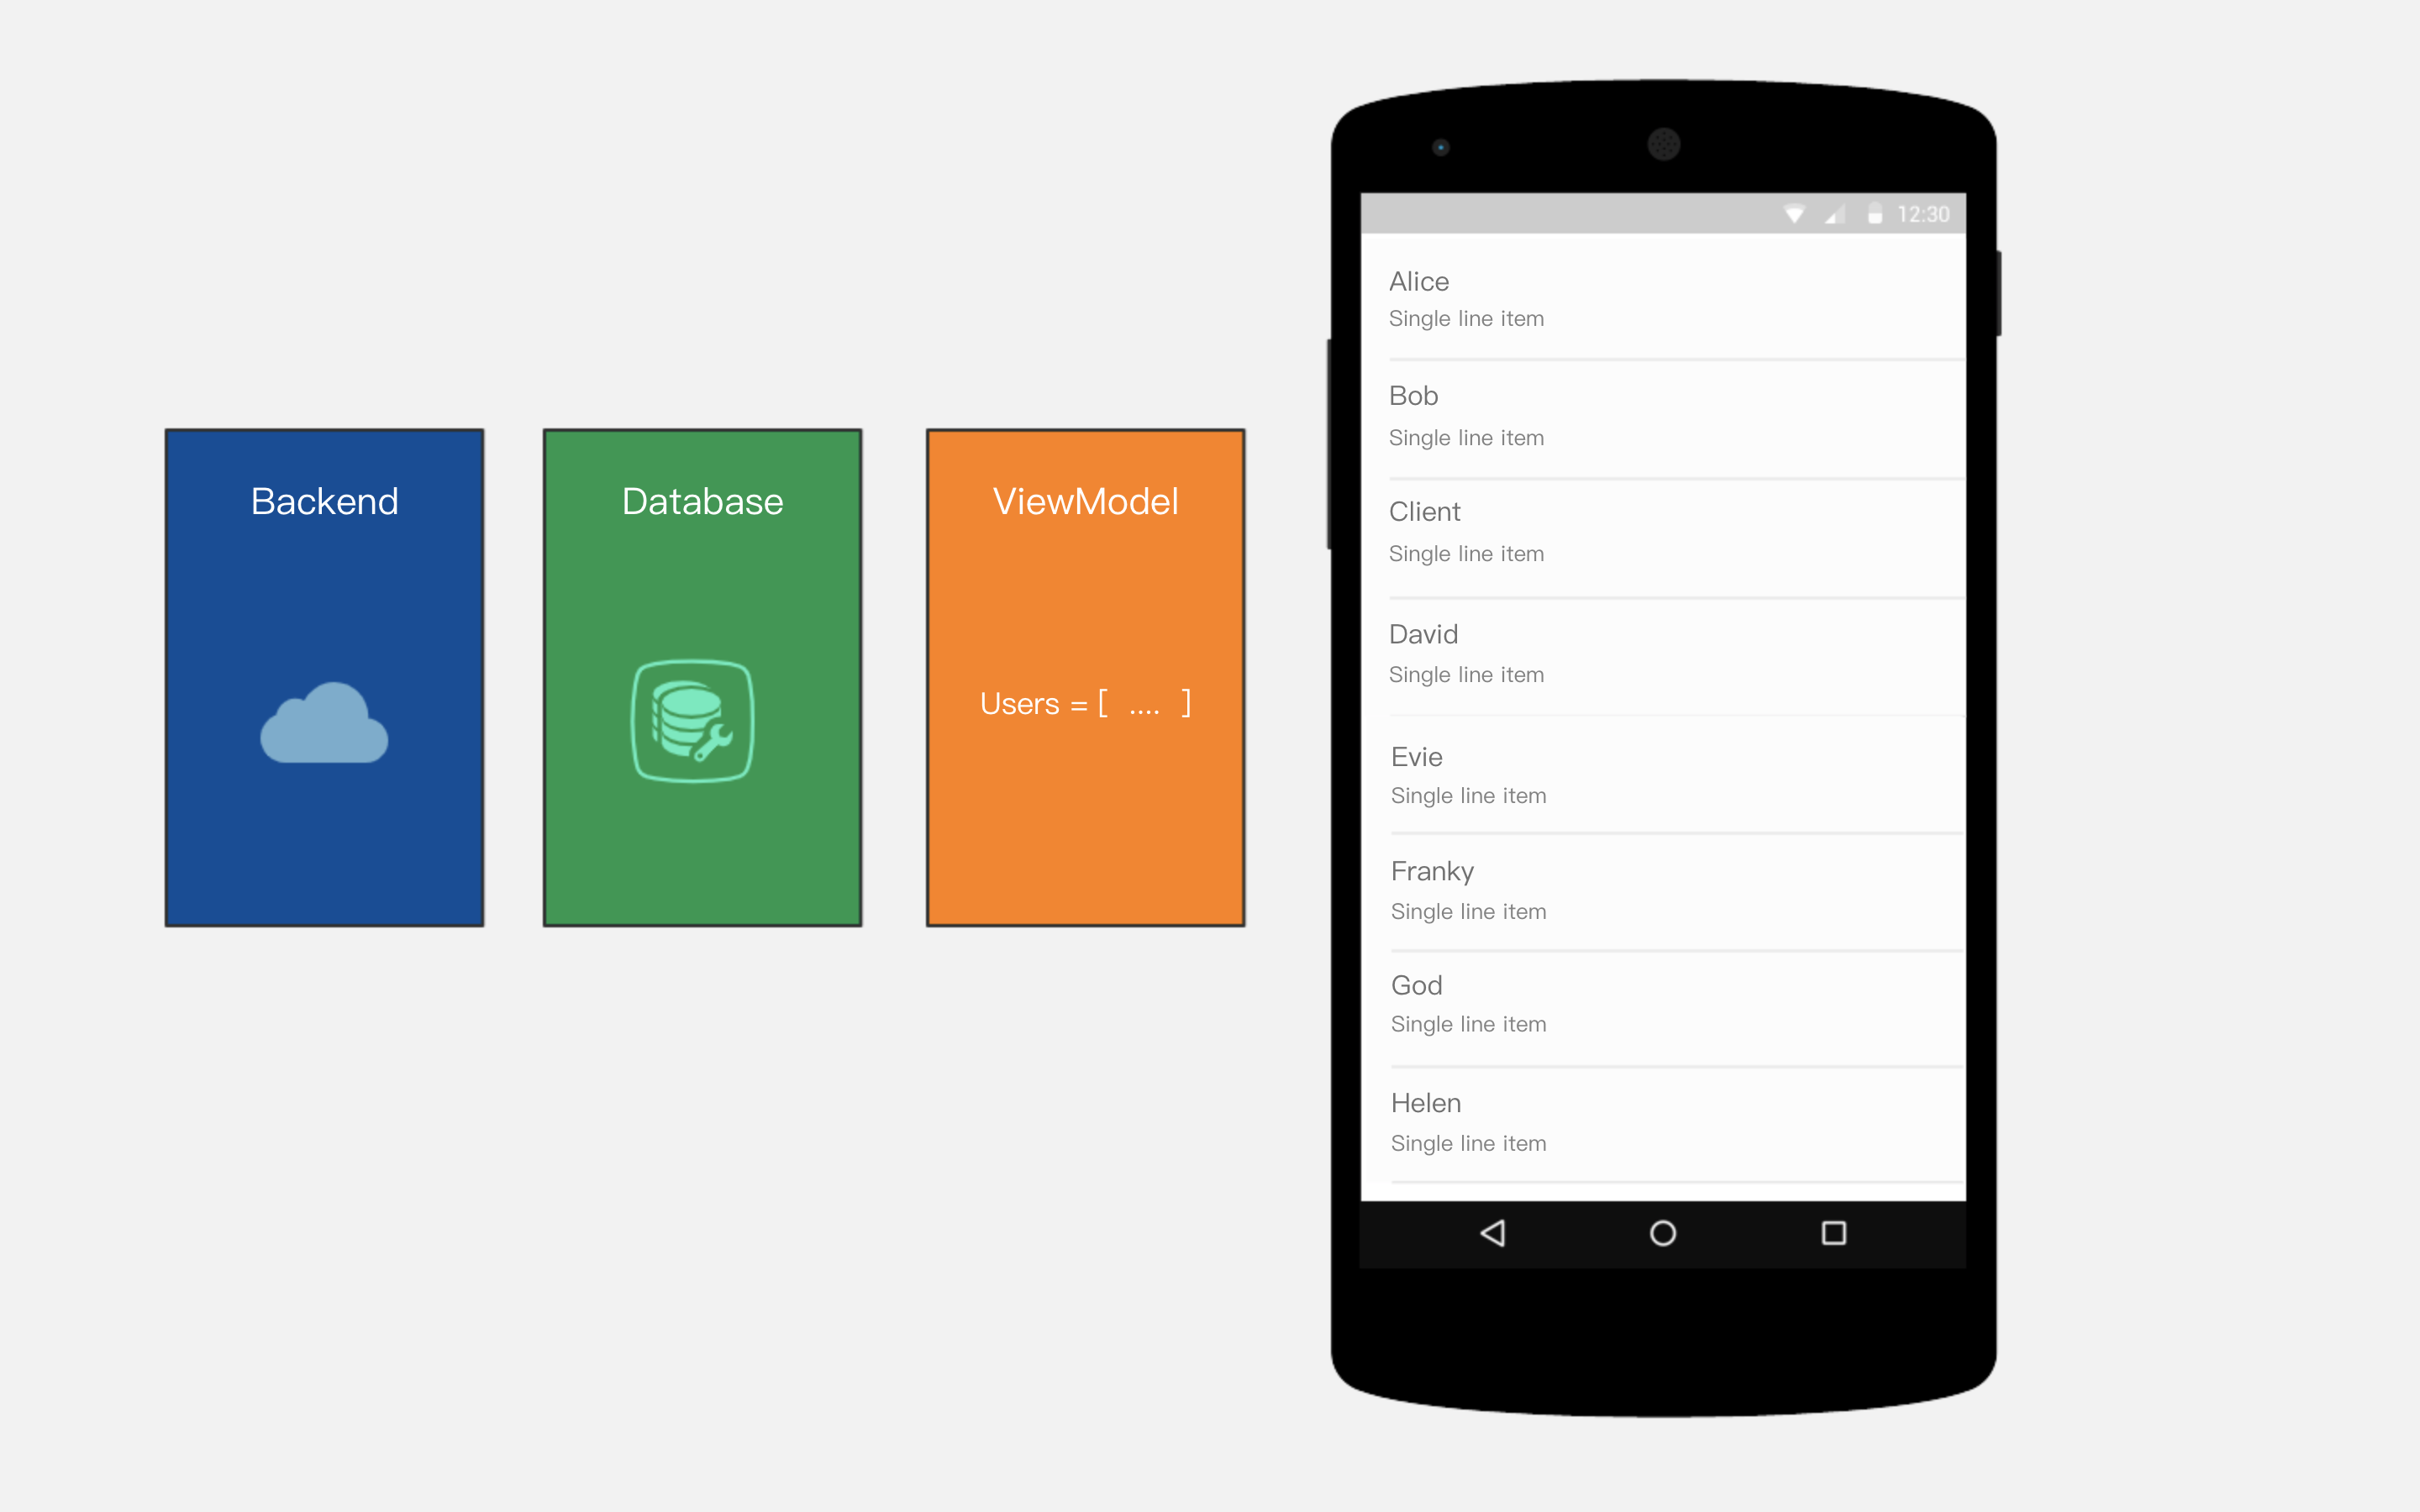 Backend
Database
ViewModel
Users = [ .... ]
12:30
Alice
Single line item
Bob
Single line item
Client
Single line item
David
Single line item
Evie
Single line item
Franky
Single line item
God
Single line item
Helen
Single line item